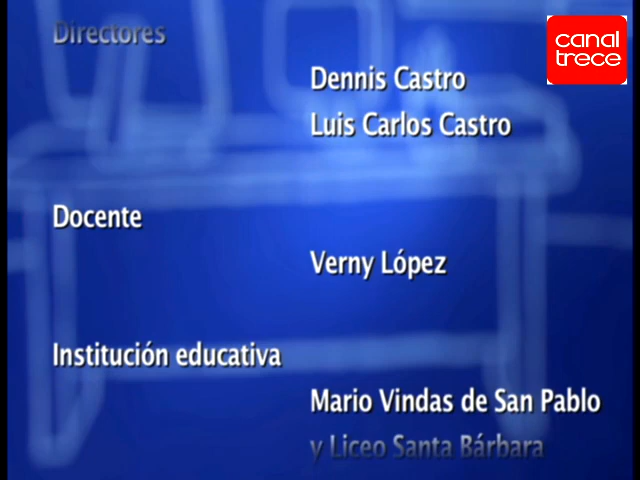 Directores
canal
trece
Dennis Castro
Luis Carlos Castro
Docente
Verny López
Institución educativa
Mario Vindas de San Pablo
y Liceo Santa Bárbara